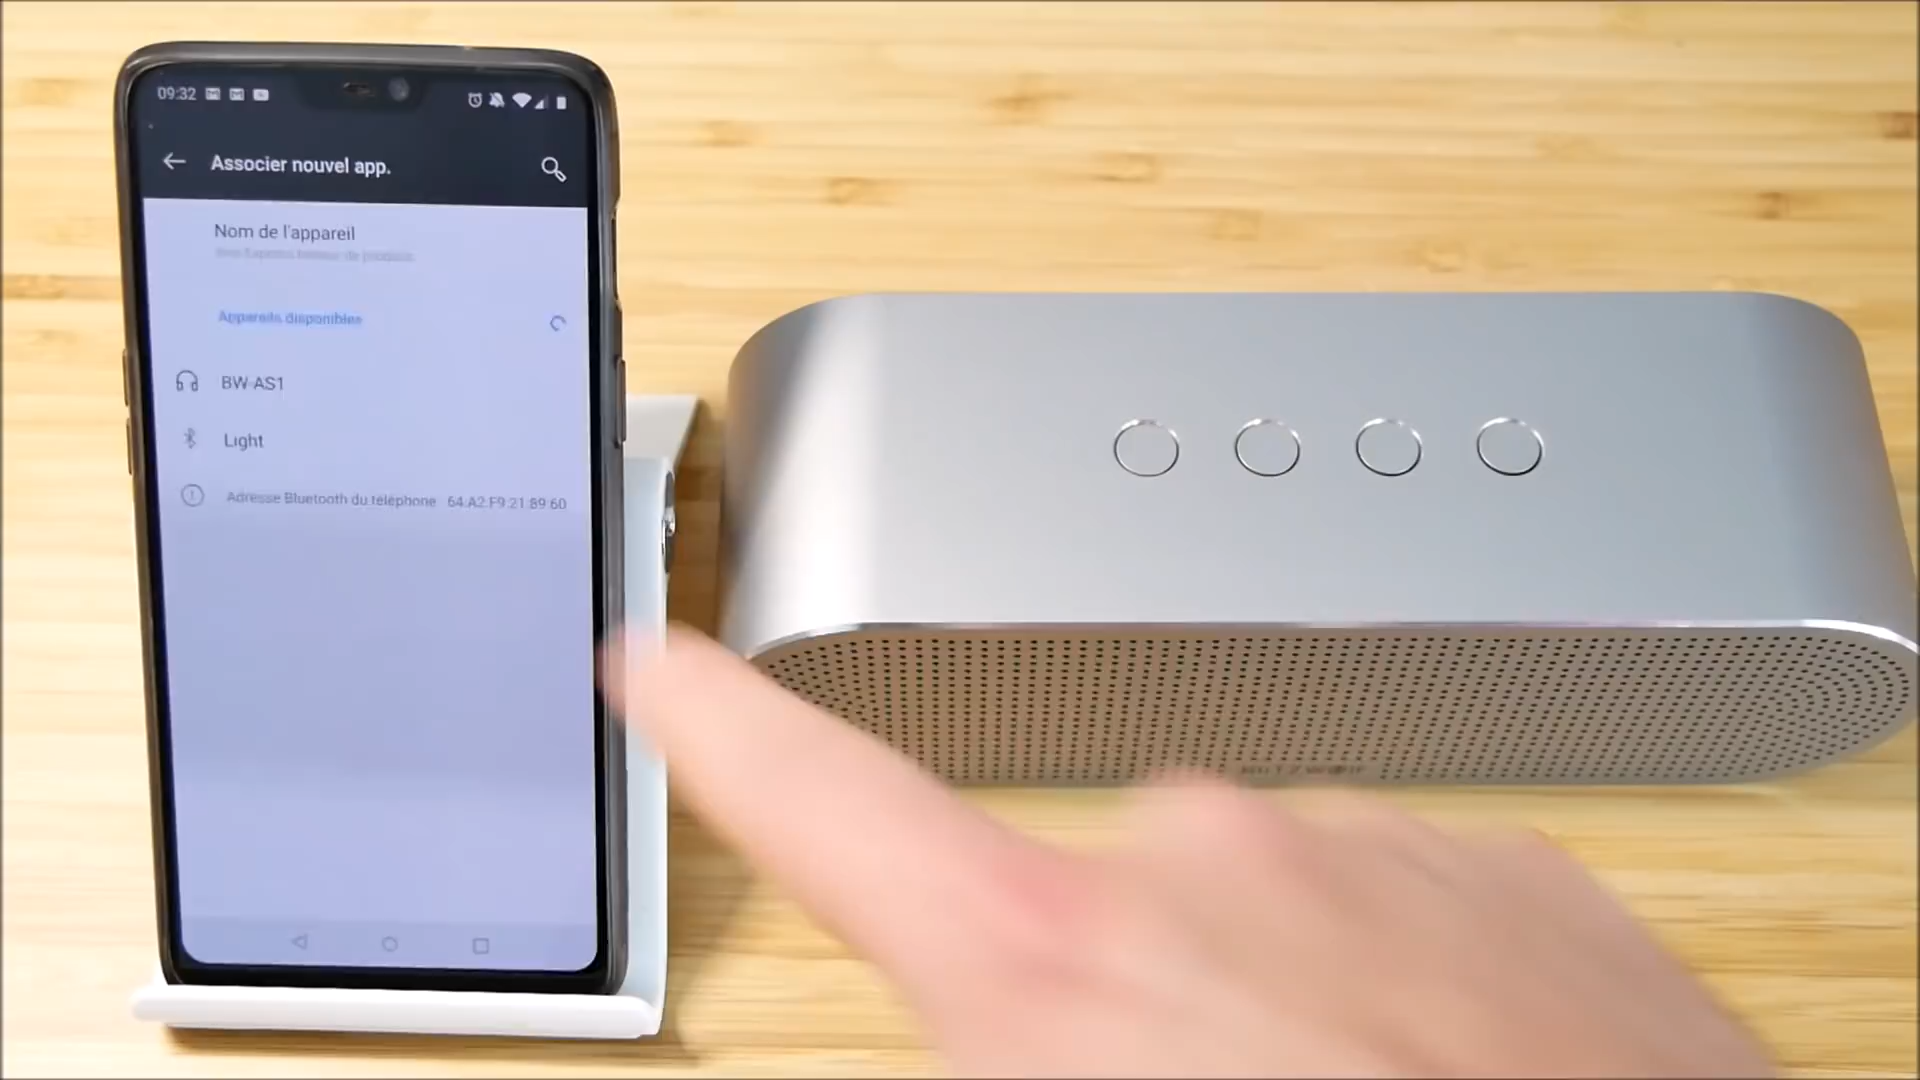 09:32
Associer nouvel app.
Nom de l'appareil
Appareils disponibles
BW-AS1
Light
Adresse Bluetooth du téléphone 64:A2:F9:21:89:60